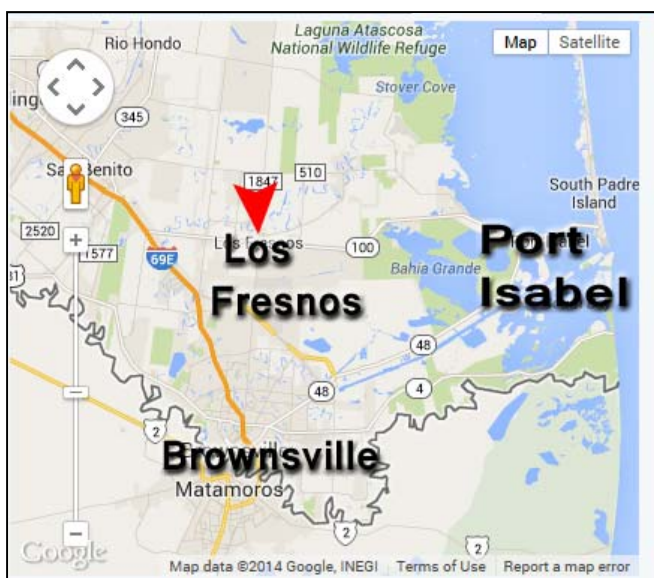 Laguna Atascosa
National Wildlife Refuge
Rio Hondo
Map
Satellite
Stover Cove
345
San Benito
1847
510
South Padre
Island
2520
1577
69E
Los Fresnos
100
Bahia Grande
Port
Isabel
Los
Fresnos
48
48
4
2
Brownsville
Matamoros
2
2
Google
Map data ©2014 Google, INEGI
Terms of Use
Report a map error